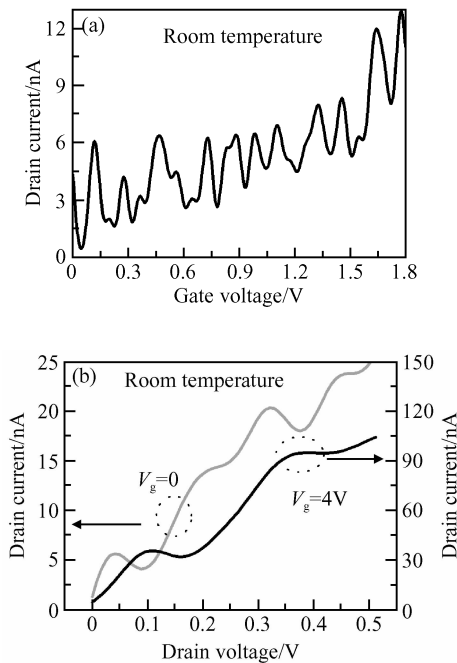 (a)
Room temperature
Drain current/nA
12
9
6
3
0
0 0.3 0.6 0.9 1.2 1.5 1.8
Gate voltage/V
(b)
Room temperature
Drain current/nA
25
20
15
10
5
0
Vg=0
Vg=4V
150
120
90
60
30
0
Drain current/nA
0 0.1 0.2 0.3 0.4 0.5
Drain voltage/V